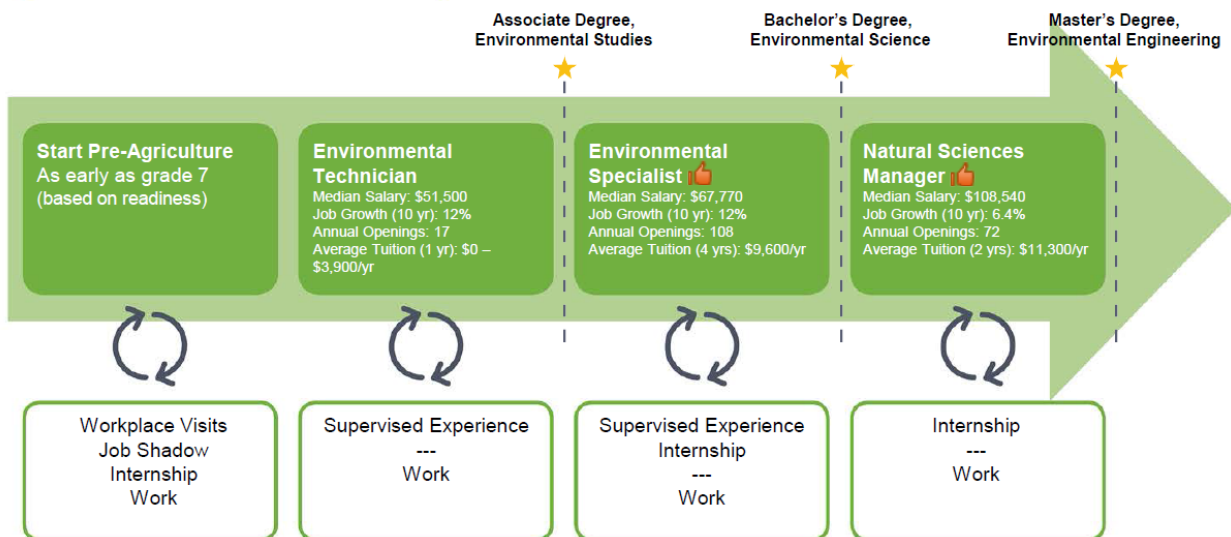 Associate Degree,
Environmental Studies
Bachelor's Degree,
Environmental Science
Master's Degree,
Environmental Engineering
Start Pre-Agriculture
As early as grade 7
(based on readiness)
Environmental
Technician
Median Salary: $51,500
Job Growth (10 yr): 12%
Annual Openings: 17
Average Tuition (1 yr): $0 –
$3,900/yr
Environmental
Specialist
Median Salary: $67,770
Job Growth (10 yr): 12%
Annual Openings: 108
Average Tuition (4 yrs): $9,600/yr
Natural Sciences
Manager
Median Salary: $108,540
Job Growth (10 yr): 6.4%
Annual Openings: 72
Average Tuition (2 yrs): $11,300/yr
Workplace Visits
Job Shadow
Internship
Work
Supervised Experience
---
Work
Supervised Experience
Internship
---
Work
Internship
---
Work